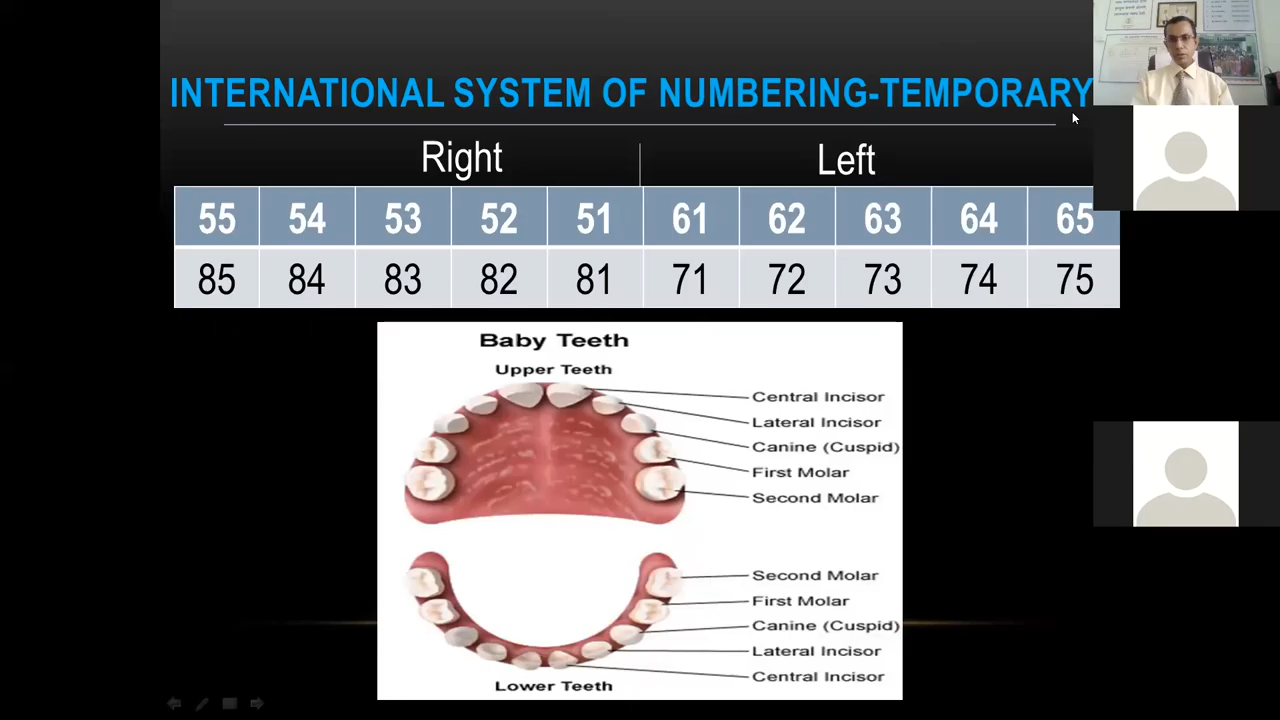 INTERNATIONAL SYSTEM OF NUMBERING-TEMPORARY
Right Left
55 54 53 52 51 61 62 63 64 65
85 84 83 82 81 71 72 73 74 75
Baby Teeth
Upper Teeth
Central Incisor
Lateral Incisor
Canine (Cuspid)
First Molar
Second Molar
Second Molar
First Molar
Canine (Cuspid)
Lateral Incisor
Central Incisor
Lower Teeth